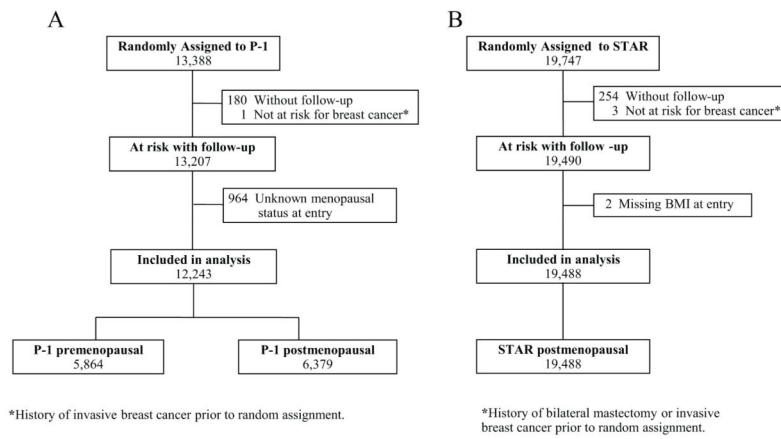 A
Randomly Assigned to P-1
13,388
180 Without follow-up
1 Not at risk for breast cancer*
At risk with follow-up
13,207
964 Unknown menopausal
status at entry
Included in analysis
12,243
P-1 premenopausal
5,864
P-1 postmenopausal
6,379
*History of invasive breast cancer prior to random assignment.
B
Randomly Assigned to STAR
19,747
254 Without follow-up
3 Not at risk for breast cancer*
At risk with follow -up
19,490
2 Missing BMI at entry
Included in analysis
19,488
STAR postmenopausal
19,488
*History of bilateral mastectomy or invasive
breast cancer prior to random assignment.